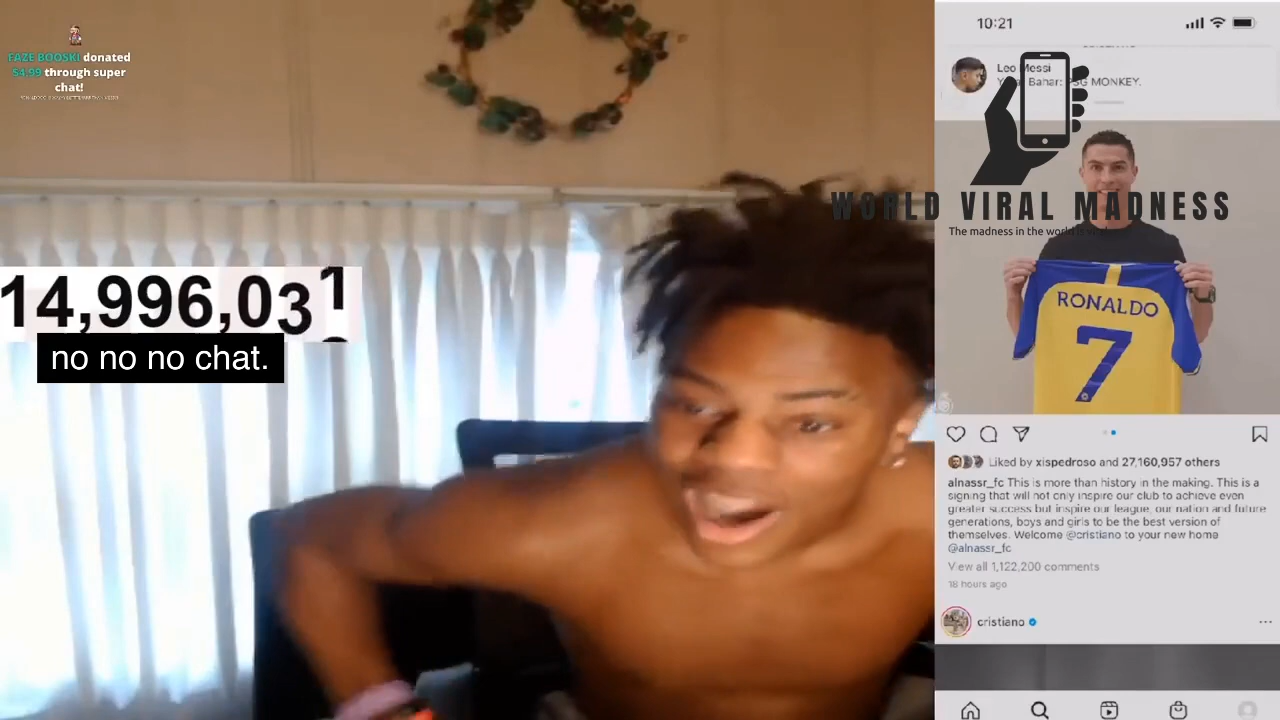 FAZE BOOSKI donated
$4.99 through super
chat!
14,996,031
no no no chat.
10:21
Leo Messi
MONKEY.
WORLD VIRAL MADNESS
The madness in the world is viral
RONALDO
7
Liked by xispedroso and 27,160,957 others
alnassr_fc This is more than history in the making. This is a
signing that will not only inspire our club to achieve even
greater success but inspire our league, our nation and future
generations, boys and girls to be the best version of
themselves. Welcome @cristiano to your new home
@alnassr_fc
View all 1,122,200 comments
18 hours ago
cristiano